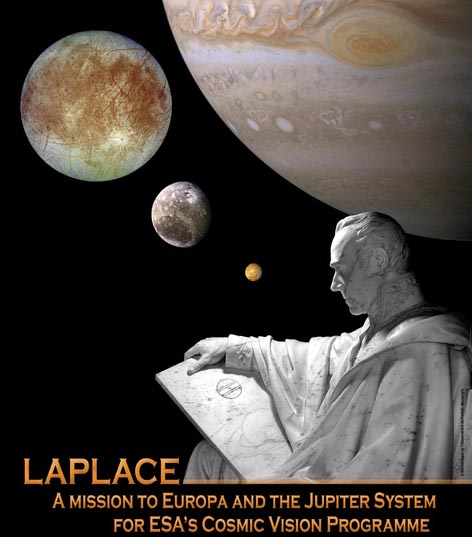 LAPLACE
A MISSION TO EUROPA AND THE JUPITER SYSTEM
FOR ESA'S COSMIC VISION PROGRAMME